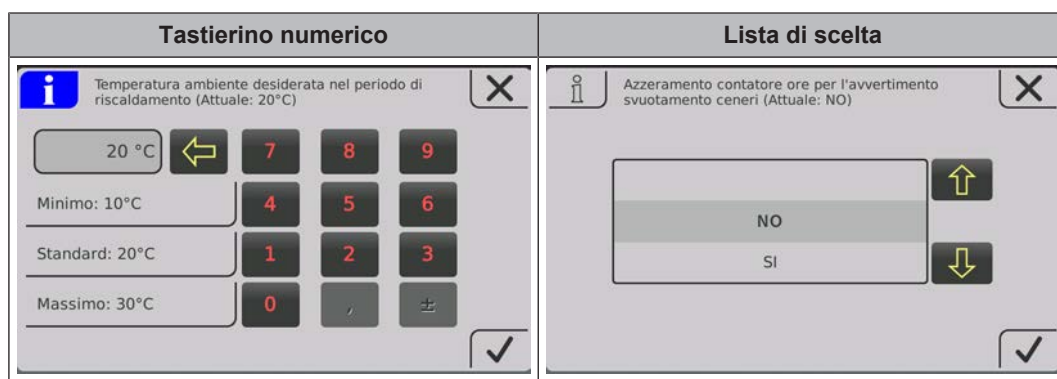 Tastierino numerico
Lista di scelta
i
Temperatura ambiente desiderata nel periodo di
riscaldamento (Attuale: 20°C)
20 °C
7
8
9
Minimo: 10°C
4
5
6
Standard: 20°C
1
2
3
Massimo: 30°C
0
,
±
i
Azzeramento contatore ore per l'avvertimento
svuotamento ceneri (Attuale: NO)
NO
SI